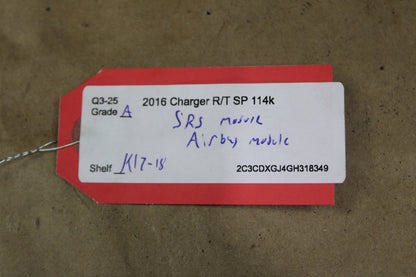 Q3-25 2016 Charger R/T SP 114k
Grade A
SRS module
Airbag module
Shelf K17-18
2C3CDXGJ4GH318349